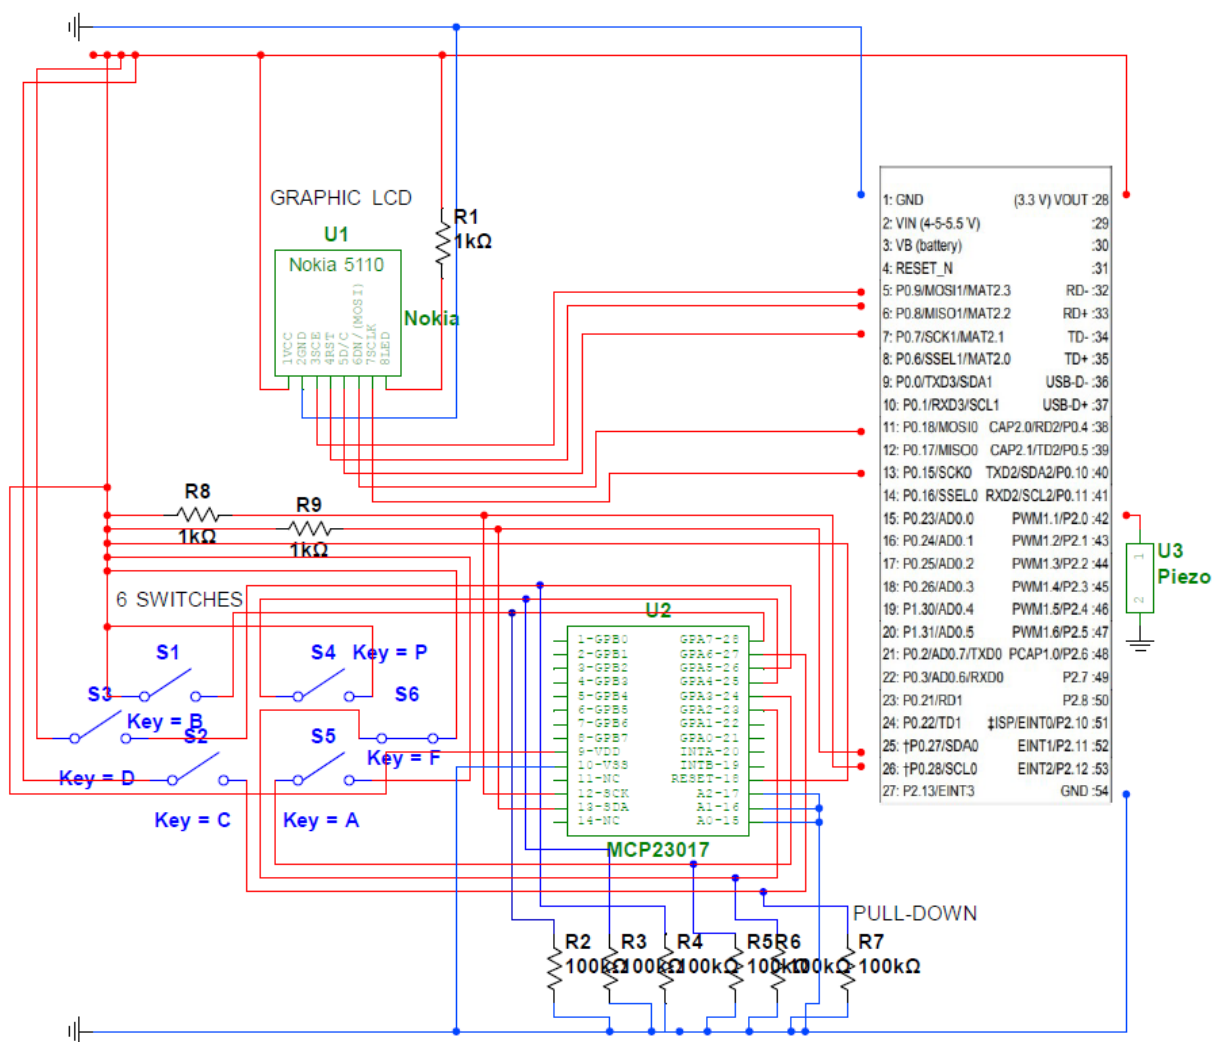 GRAPHIC LCD
U1
Nokia 5110
1VCC
2GND
3SCE
4RST
5D/C
6DN/(MOSI)
7SCLK
8LED
Nokia
R1
1kΩ
1: GND (3.3 V) VOUT :28
2: VIN (4-5-5.5 V) :29
3: VB (battery) :30
4: RESET_N :31
5: P0.9/MOSI1/MAT2.3 RD- :32
6: P0.8/MISO1/MAT2.2 RD+ :33
7: P0.7/SCK1/MAT2.1 TD- :34
8: P0.6/SSEL1/MAT2.0 TD+ :35
9: P0.0/TXD3/SDA1 USB-D- :36
10: P0.1/RXD3/SCL1 USB-D+ :37
11: P0.18/MOSI0 CAP2.0/RD2/P0.4 :38
12: P0.17/MISO0 CAP2.1/TD2/P0.5 :39
13: P0.15/SCK0 TXD2/SDA2/P0.10 :40
14: P0.16/SSEL0 RXD2/SCL2/P0.11 :41
15: P0.23/AD0.0 PWM1.1/P2.0 :42
16: P0.24/AD0.1 PWM1.2/P2.1 :43
17: P0.25/AD0.2 PWM1.3/P2.2 :44
18: P0.26/AD0.3 PWM1.4/P2.3 :45
19: P1.30/AD0.4 PWM1.5/P2.4 :46
20: P1.31/AD0.5 PWM1.6/P2.5 :47
21: P0.2/AD0.7/TXD0 PCAP1.0/P2.6 :48
22: P0.3/AD0.6/RXD0 P2.7 :49
23: P0.21/RD1 P2.8 :50
24: P0.22/TD1 ‡ISP/EINT0/P2.10 :51
25: †P0.27/SDA0 EINT1/P2.11 :52
26: †P0.28/SCL0 EINT2/P2.12 :53
27: P2.13/EINT3 GND :54
1
2
U3
Piezo
R8
1kΩ
R9
1kΩ
6 SWITCHES
S1
Key = B
S4
Key = P
S3
Key = D
S6
Key = F
S2
Key = C
S5
Key = A
U2
1-GPB0 GPA7-28
2-GPB1 GPA6-27
3-GPB2 GPA5-26
4-GPB3 GPA4-25
5-GPB4 GPA3-24
6-GPB5 GPA2-23
7-GPB6 GPA1-22
8-GPB7 GPA0-21
9-VDD INTA-20
10-VSS INTB-19
11-NC RESET-18
12-SCK A2-17
13-SDA A1-16
14-NC A0-15
MCP23017
PULL-DOWN
R2
100kΩ
R3
100kΩ
R4
100kΩ
R5
100kΩ
R6
100kΩ
R7
100kΩ